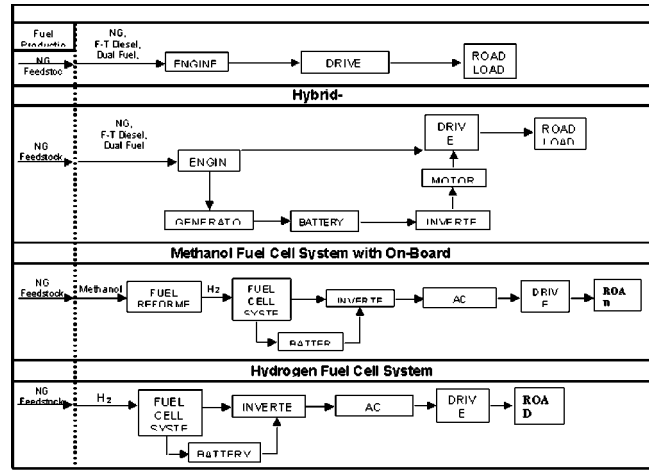 Fuel
Productio
NG
Feedstoc
NG,
F-T Diesel,
Dual Fuel,
ENGINE
DRIVE
ROAD
LOAD
Hybrid-
NG
Feedstock
NG,
F-T Diesel,
Dual Fuel
ENGIN
DRIV
E
ROAD
LOAD
MOTOR
GENERATO
BATTERY
INVERTE
Methanol Fuel Cell System with On-Board
NG
Feedstock
Methanol
FUEL
REFORME
H2
FUEL
CELL
SYSTE
INVERTE
BATTER
AC
DRIV
E
ROA
D
Hydrogen Fuel Cell System
NG
Feedstock
H2
FUEL
CELL
SYSTE
INVERTE
BATTERY
AC
DRIV
E
ROA
D